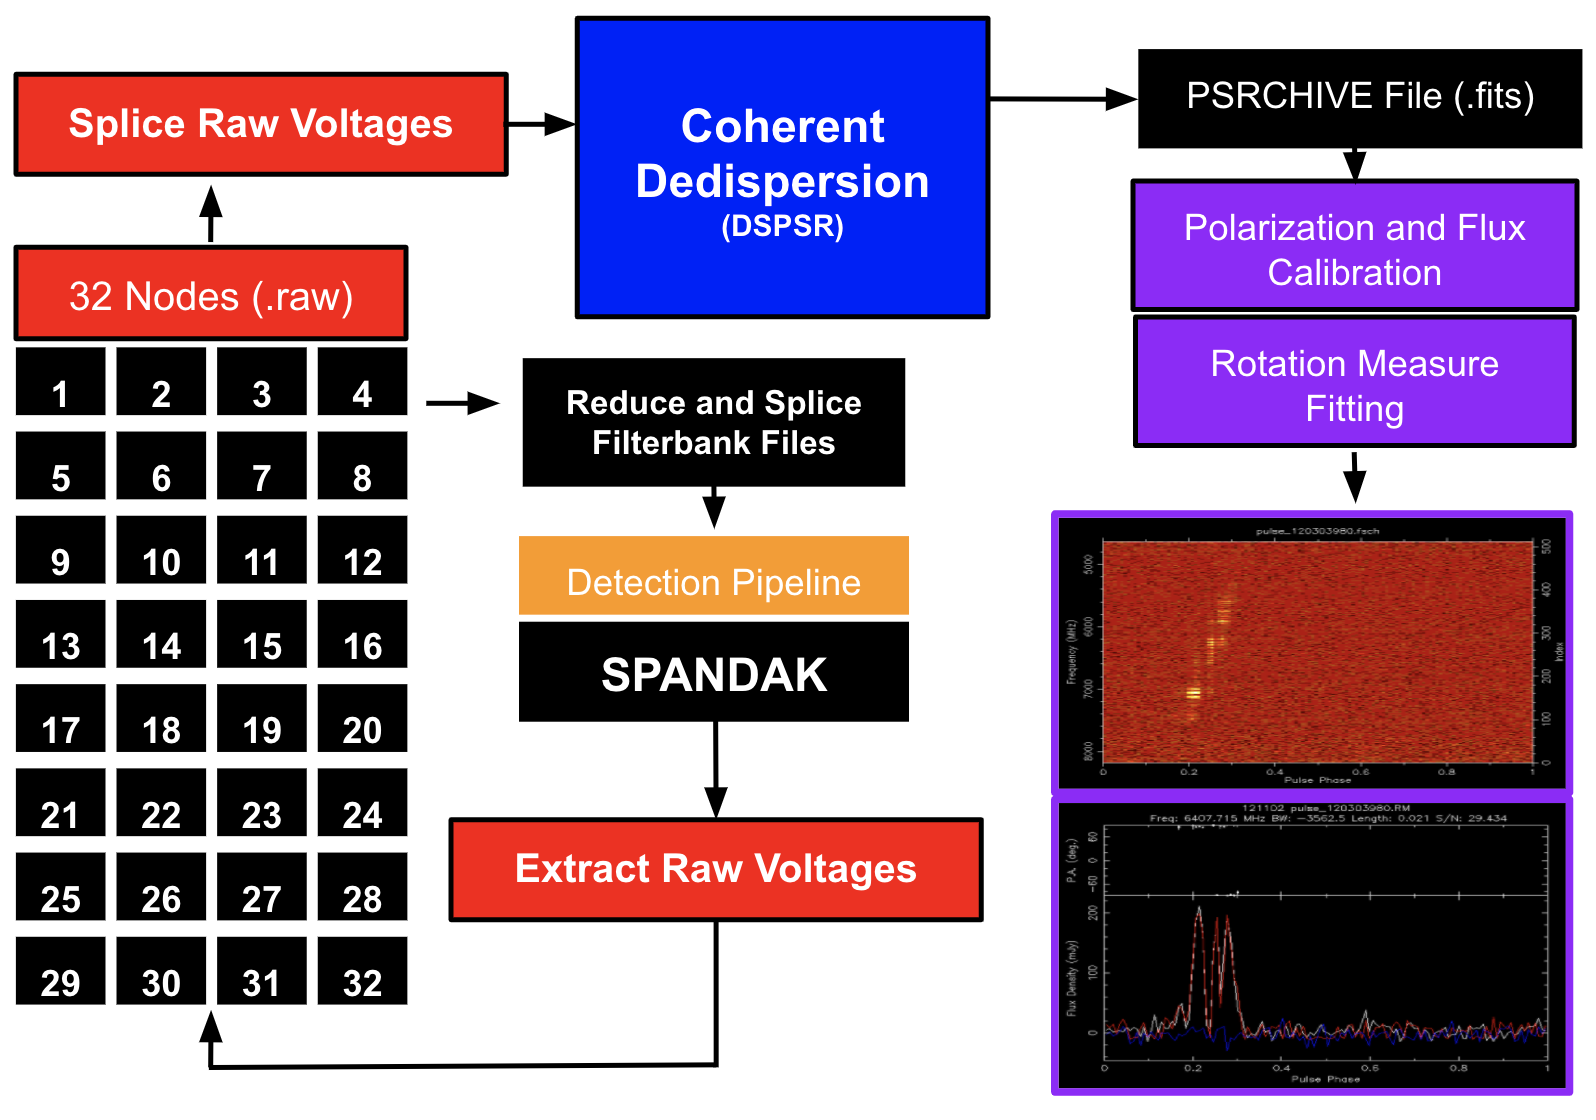 Splice Raw Voltages
Coherent
Dedispersion
(DSPSR)
PSRCHIVE File (.fits)
Polarization and Flux
Calibration
Rotation Measure
Fitting
32 Nodes (.raw)
1 2 3 4
5 6 7 8
9 10 11 12
13 14 15 16
17 18 19 20
21 22 23 24
25 26 27 28
29 30 31 32
Reduce and Splice
Filterbank Files
Detection Pipeline
SPANDAK
Extract Raw Voltages
pulse_120303980.fsch
Frequency (MHz)
5000
6000
7000
8000
500
400
300
200
100
0
Index
0 0.2 0.4 0.6 0.8 1
Pulse Phase
121102 pulse_120303980.RM
Freq: 6407.715 MHz BW: -3562.5 Length: 0.021 S/N: 29.434
P.A. (deg.)
60
0
-60
Flux Density (mJy)
200
100
0
0 0.2 0.4 0.6 0.8 1
Pulse Phase